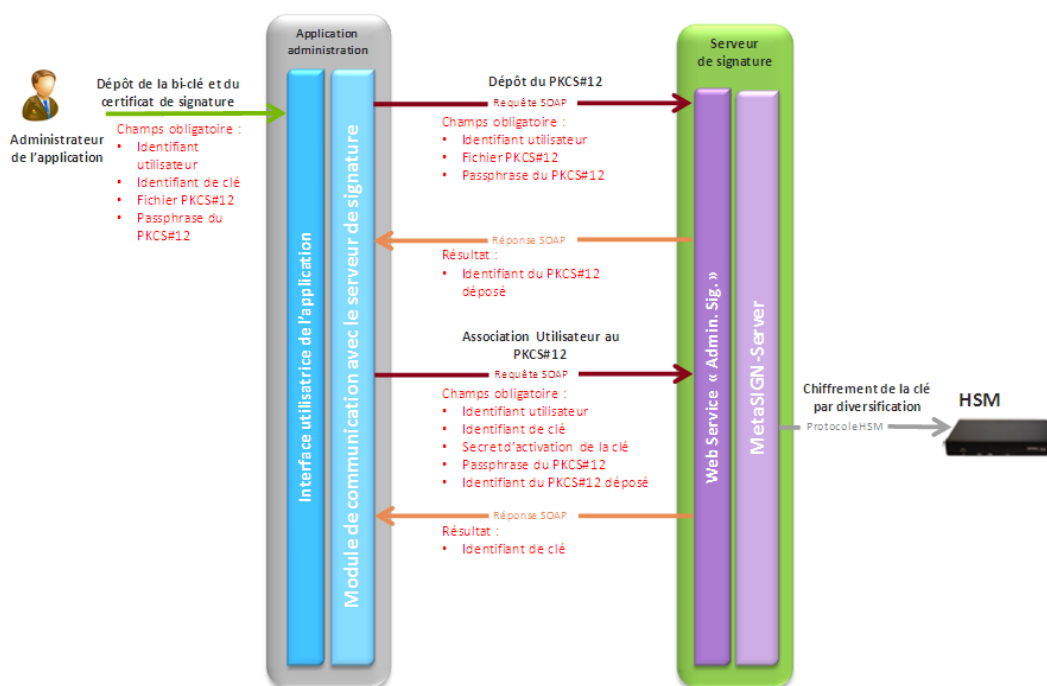 Application
administration
Serveur
de signature
Dépôt de la bi-clé et du
certificat de signature
Administrateur
de l'application
Champs obligatoire :
• Identifiant
utilisateur
• Identifiant de clé
• Fichier PKCS#12
• Passphrase du
PKCS#12
Interface utilisatrice de l'application
Module de communication avec le serveur de signature
Dépôt du PKCS#12
Requête SOAP
Champs obligatoire :
• Identifiant utilisateur
• Fichier PKCS#12
• Passphrase du PKCS#12
Réponse SOAP
Résultat :
• Identifiant du PKCS#12
déposé
Association Utilisateur au
PKCS#12
Requête SOAP
Champs obligatoire :
• Identifiant utilisateur
• Identifiant de clé
• Secret d'activation de la clé
• Passphrase du PKCS#12
• Identifiant du PKCS#12 déposé
Réponse SOAP
Résultat :
• Identifiant de clé
Web Service « Admin. Sig. »
MetaSIGN-Server
Chiffrement de la clé
par diversification
Protocole HSM
HSM